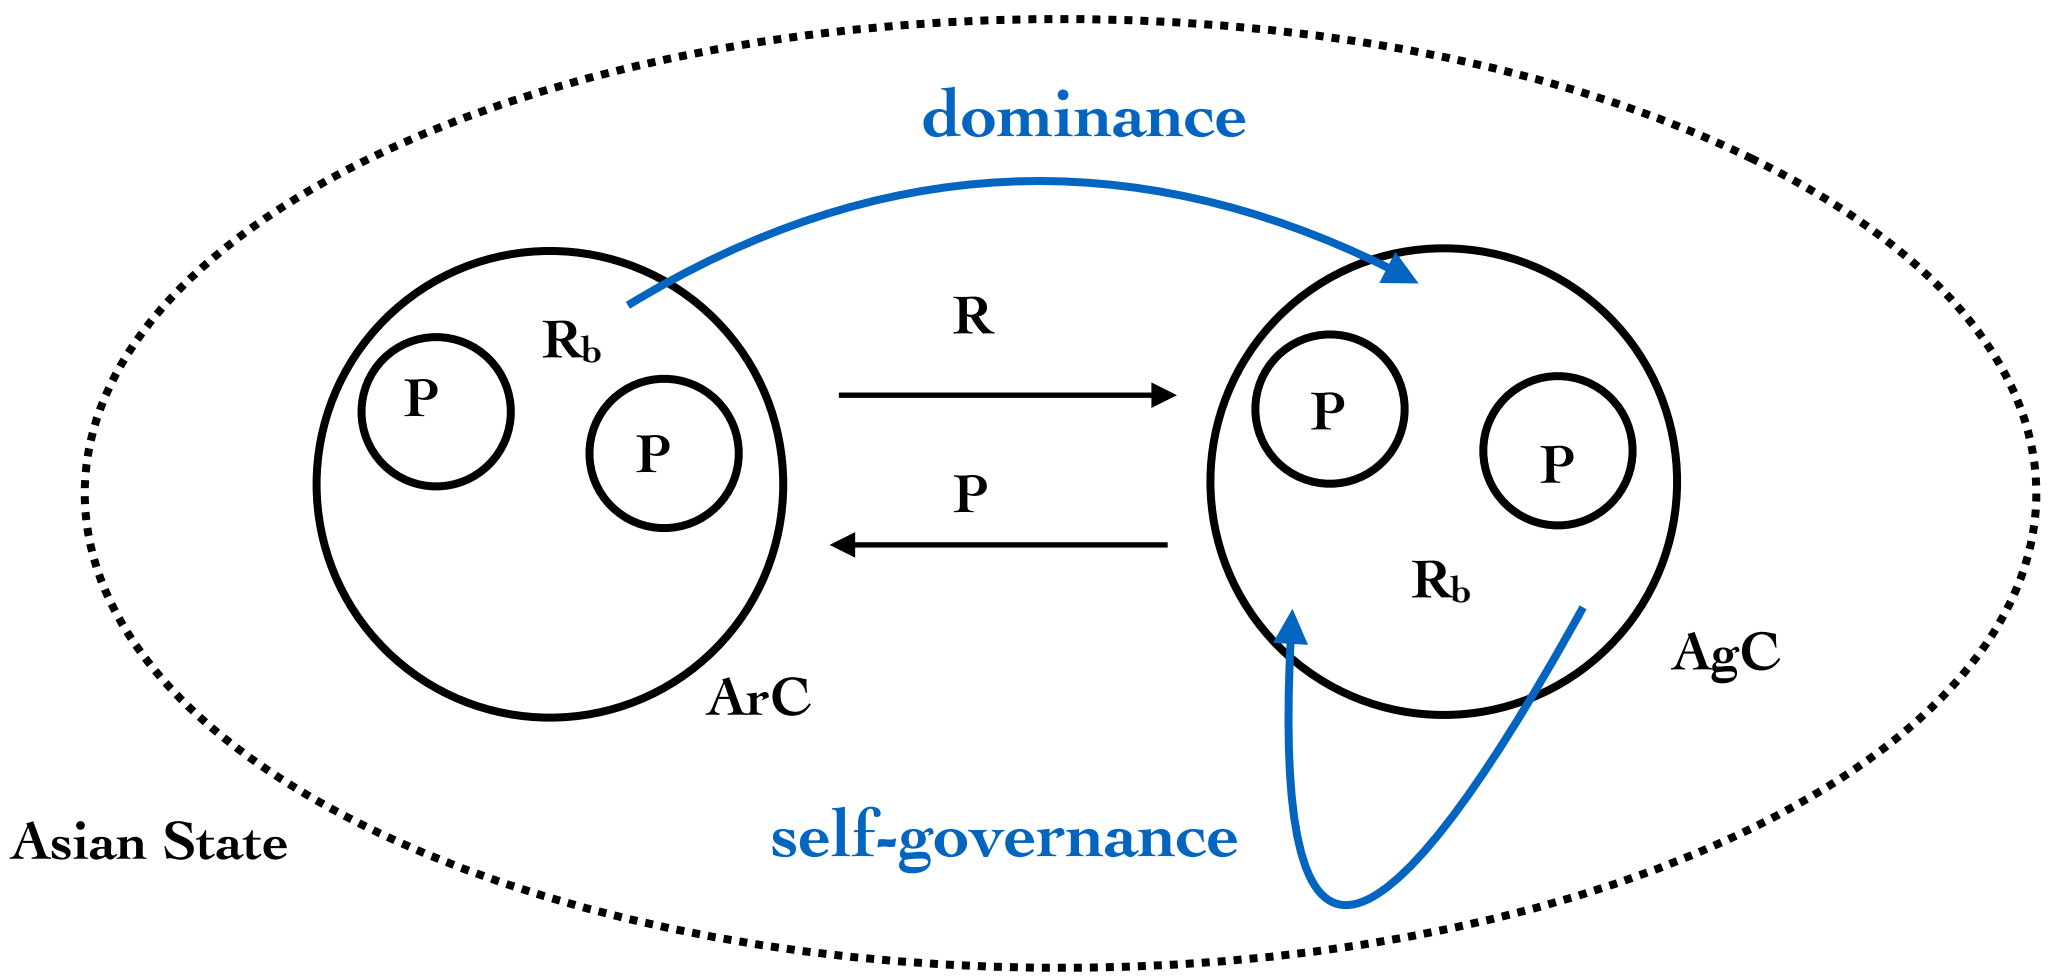 dominance
R
Rb
P
P
P
P
P
Rb
AgC
ArC
self-governance
Asian State